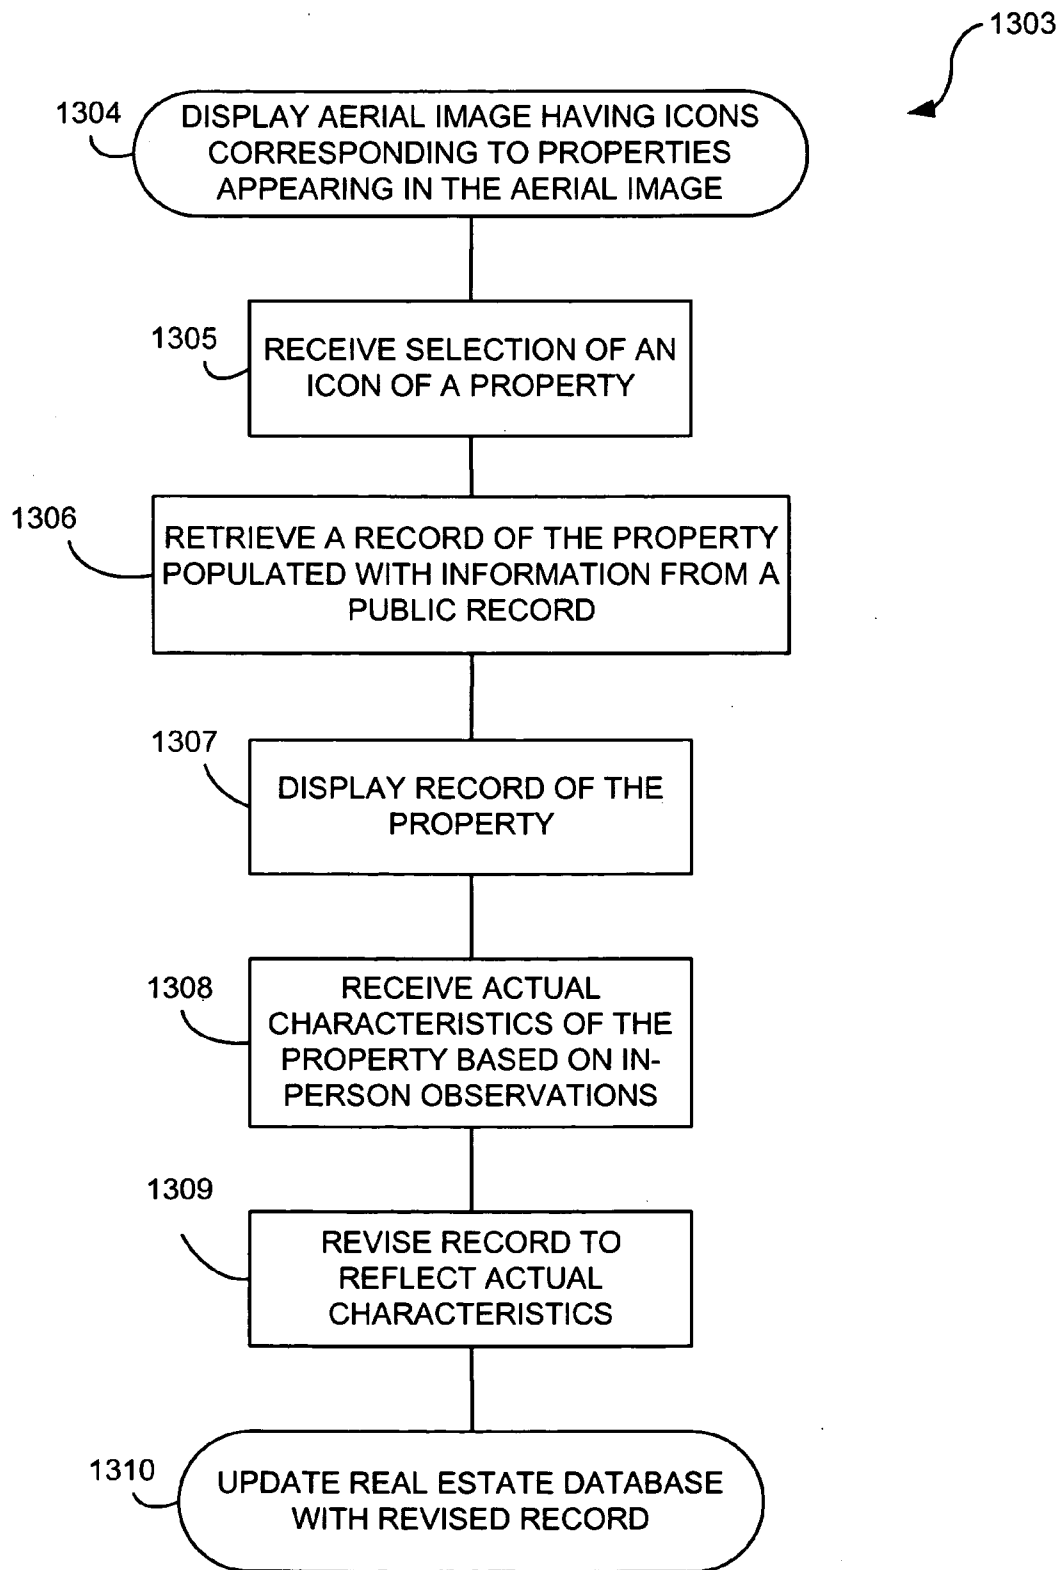 1303
1304
DISPLAY AERIAL IMAGE HAVING ICONS
CORRESPONDING TO PROPERTIES
APPEARING IN THE AERIAL IMAGE
1305
RECEIVE SELECTION OF AN
ICON OF A PROPERTY
1306
RETRIEVE A RECORD OF THE PROPERTY
POPULATED WITH INFORMATION FROM A
PUBLIC RECORD
1307
DISPLAY RECORD OF THE
PROPERTY
1308
RECEIVE ACTUAL
CHARACTERISTICS OF THE
PROPERTY BASED ON IN-
PERSON OBSERVATIONS
1309
REVISE RECORD TO
REFLECT ACTUAL
CHARACTERISTICS
1310
UPDATE REAL ESTATE DATABASE
WITH REVISED RECORD